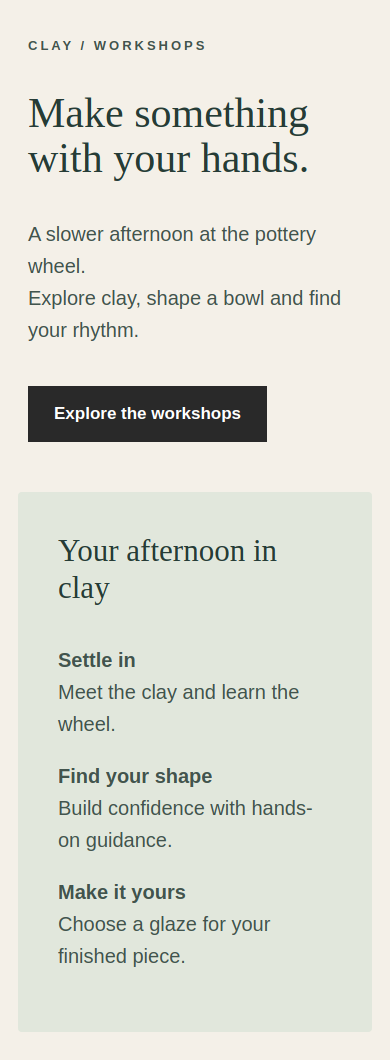 CLAY / WORKSHOPS
Make something
with your hands.
A slower afternoon at the pottery
wheel.
Explore clay, shape a bowl and find
your rhythm.
Explore the workshops
Your afternoon in
clay
Settle in
Meet the clay and learn the
wheel.
Find your shape
Build confidence with hands-
on guidance.
Make it yours
Choose a glaze for your
finished piece.